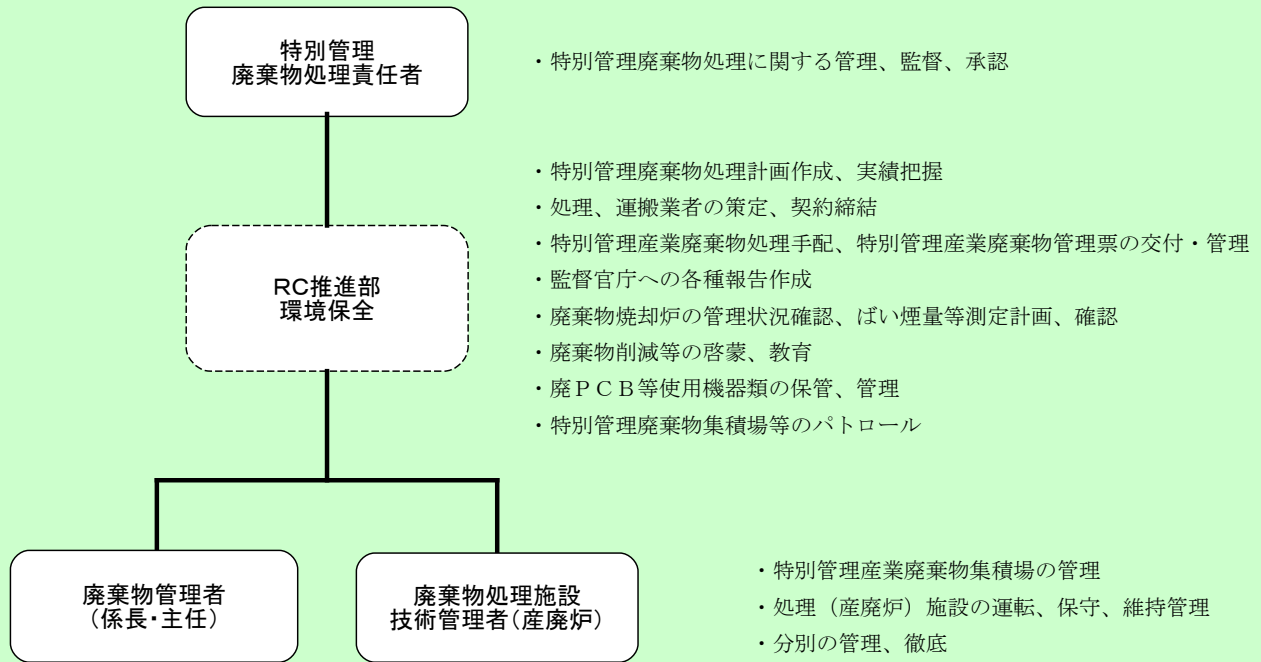 特別管理
廃棄物処理責任者
・特別管理廃棄物処理に関する管理、監督、承認
RC推進部
環境保全
・特別管理廃棄物処理計画作成、実績把握
・処理、運搬業者の策定、契約締結
・特別管理産業廃棄物処理手配、特別管理産業廃棄物管理票の交付・管理
・監督官庁への各種報告作成
・廃棄物焼却炉の管理状況確認、ばい煙量等測定計画、確認
・廃棄物削減等の啓蒙、教育
・廃ＰＣＢ等使用機器類の保管、管理
・特別管理廃棄物集積場等のパトロール
廃棄物管理者
(係長・主任)
廃棄物処理施設
技術管理者(産廃炉)
・特別管理産業廃棄物集積場の管理
・処理（産廃炉）施設の運転、保守、維持管理
・分別の管理、徹底